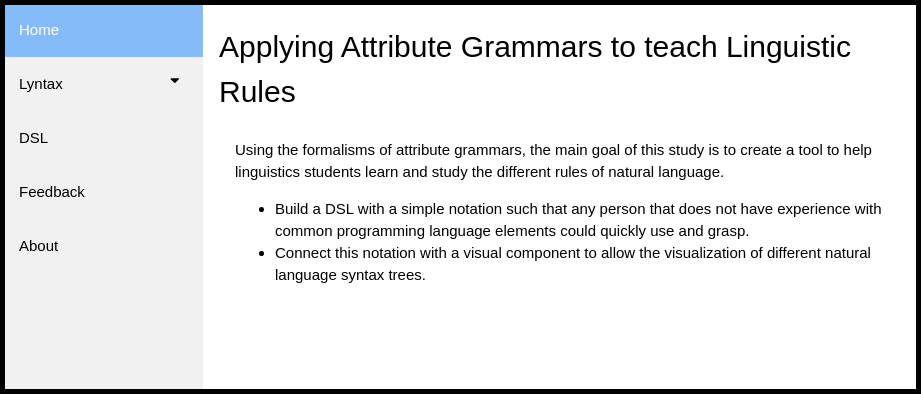 Home
Lyntax
DSL
Feedback
About
Applying Attribute Grammars to teach Linguistic
Rules
Using the formalisms of attribute grammars, the main goal of this study is to create a tool to help
linguistics students learn and study the different rules of natural language.
• Build a DSL with a simple notation such that any person that does not have experience with
common programming language elements could quickly use and grasp.
• Connect this notation with a visual component to allow the visualization of different natural
language syntax trees.